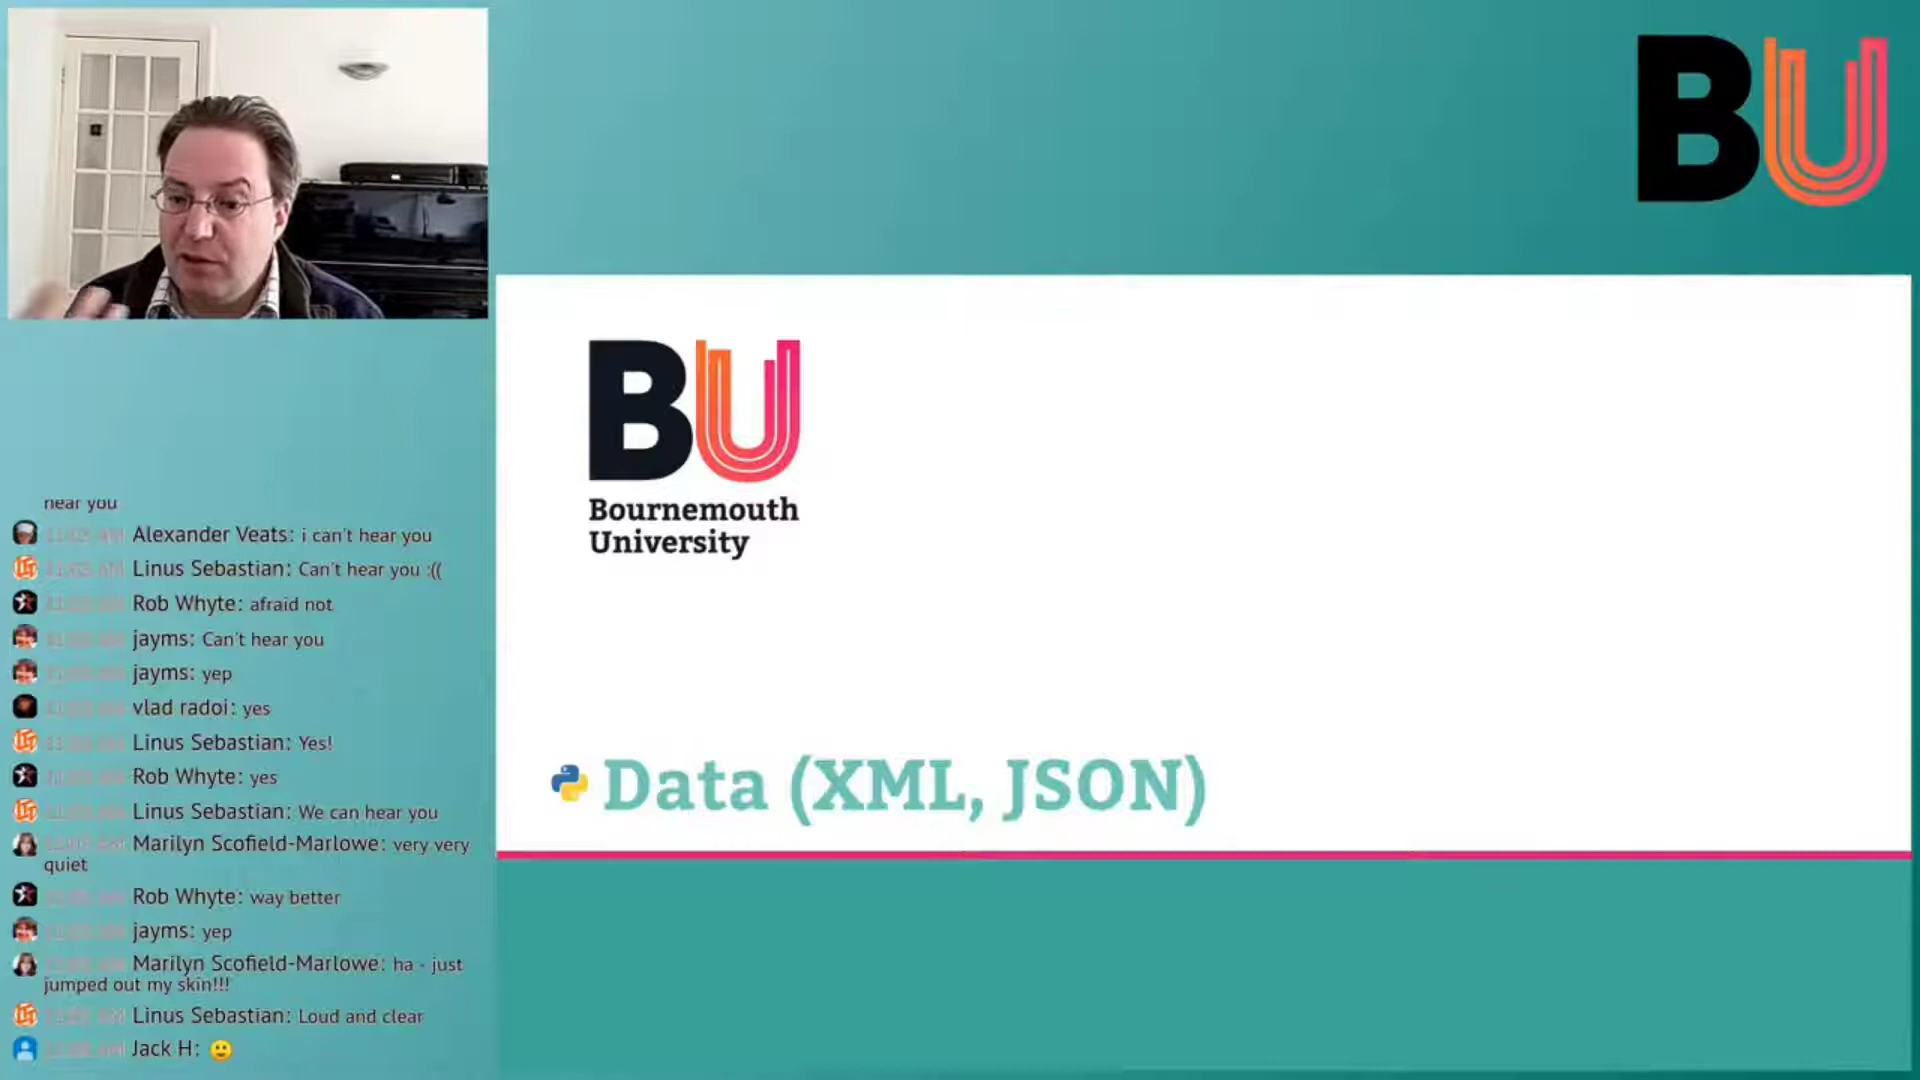 BU
near you
Alexander Veats: i can't hear you
Linus Sebastian: Can't hear you :((
Rob Whyte: afraid not
jayms: Can't hear you
jayms: yep
vlad radoi: yes
Linus Sebastian: Yes!
Rob Whyte: yes
Linus Sebastian: We can hear you
Marilyn Scofield-Marlowe: very very
quiet
Rob Whyte: way better
jayms: yep
Marilyn Scofield-Marlowe: ha - just
jumped out my skin!!!
Linus Sebastian: Loud and clear
Jack H: 🙂
BU
Bournemouth
University
Data (XML, JSON)